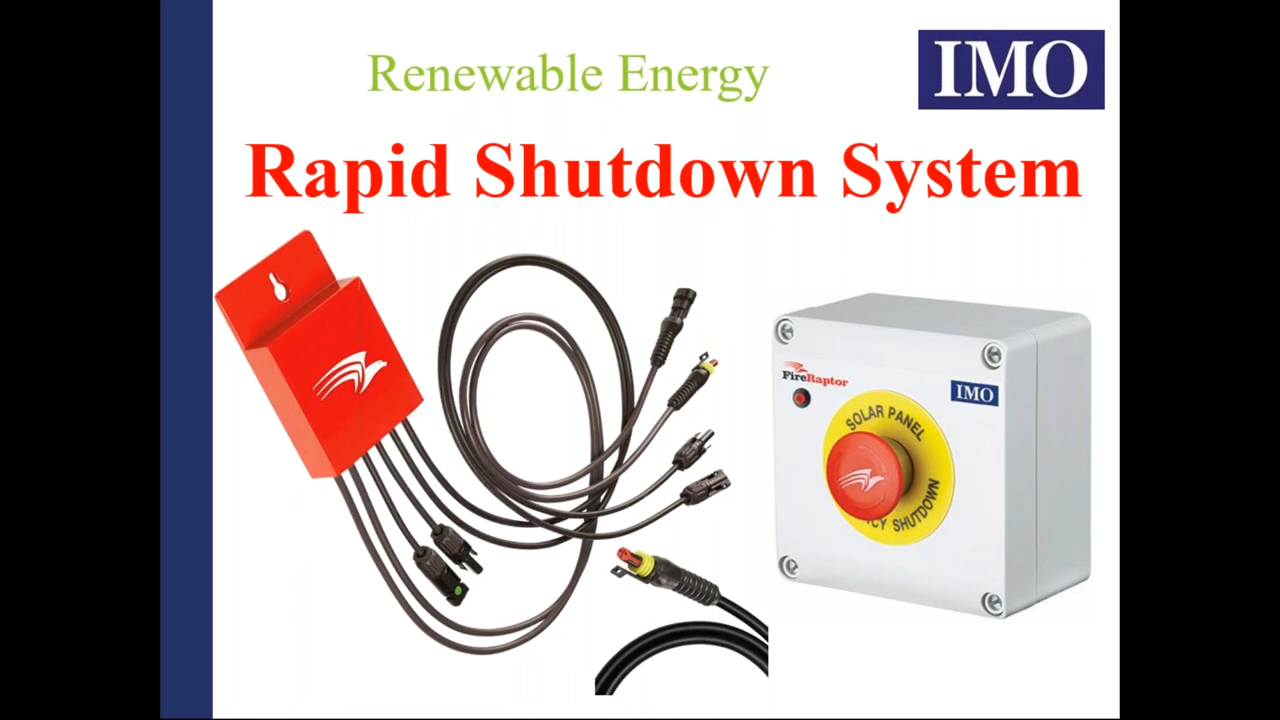 Renewable Energy
IMO
Rapid Shutdown System
FireRaptor
IMO
SOLAR PANEL
CY SHUTDOWN